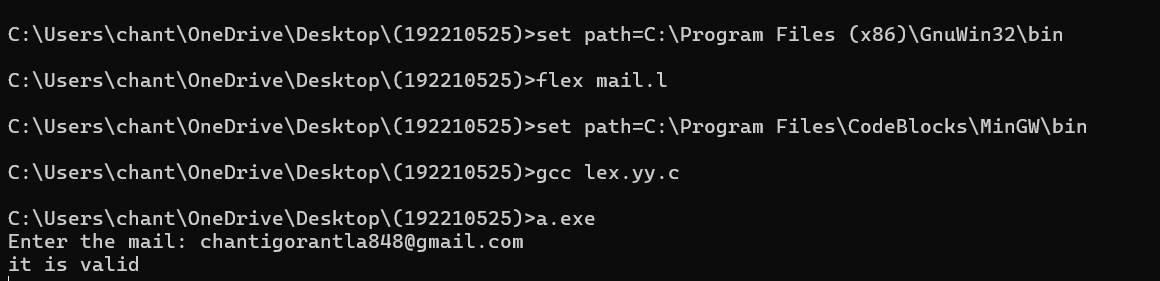 C:\Users\chant\OneDrive\Desktop\(192210525)>set path=C:\Program Files (x86)\GnuWin32\bin
C:\Users\chant\OneDrive\Desktop\(192210525)>flex mail.l
C:\Users\chant\OneDrive\Desktop\(192210525)>set path=C:\Program Files\CodeBlocks\MinGW\bin
C:\Users\chant\OneDrive\Desktop\(192210525)>gcc lex.yy.c
C:\Users\chant\OneDrive\Desktop\(192210525)>a.exe
Enter the mail: chantigorantla848@gmail.com
it is valid